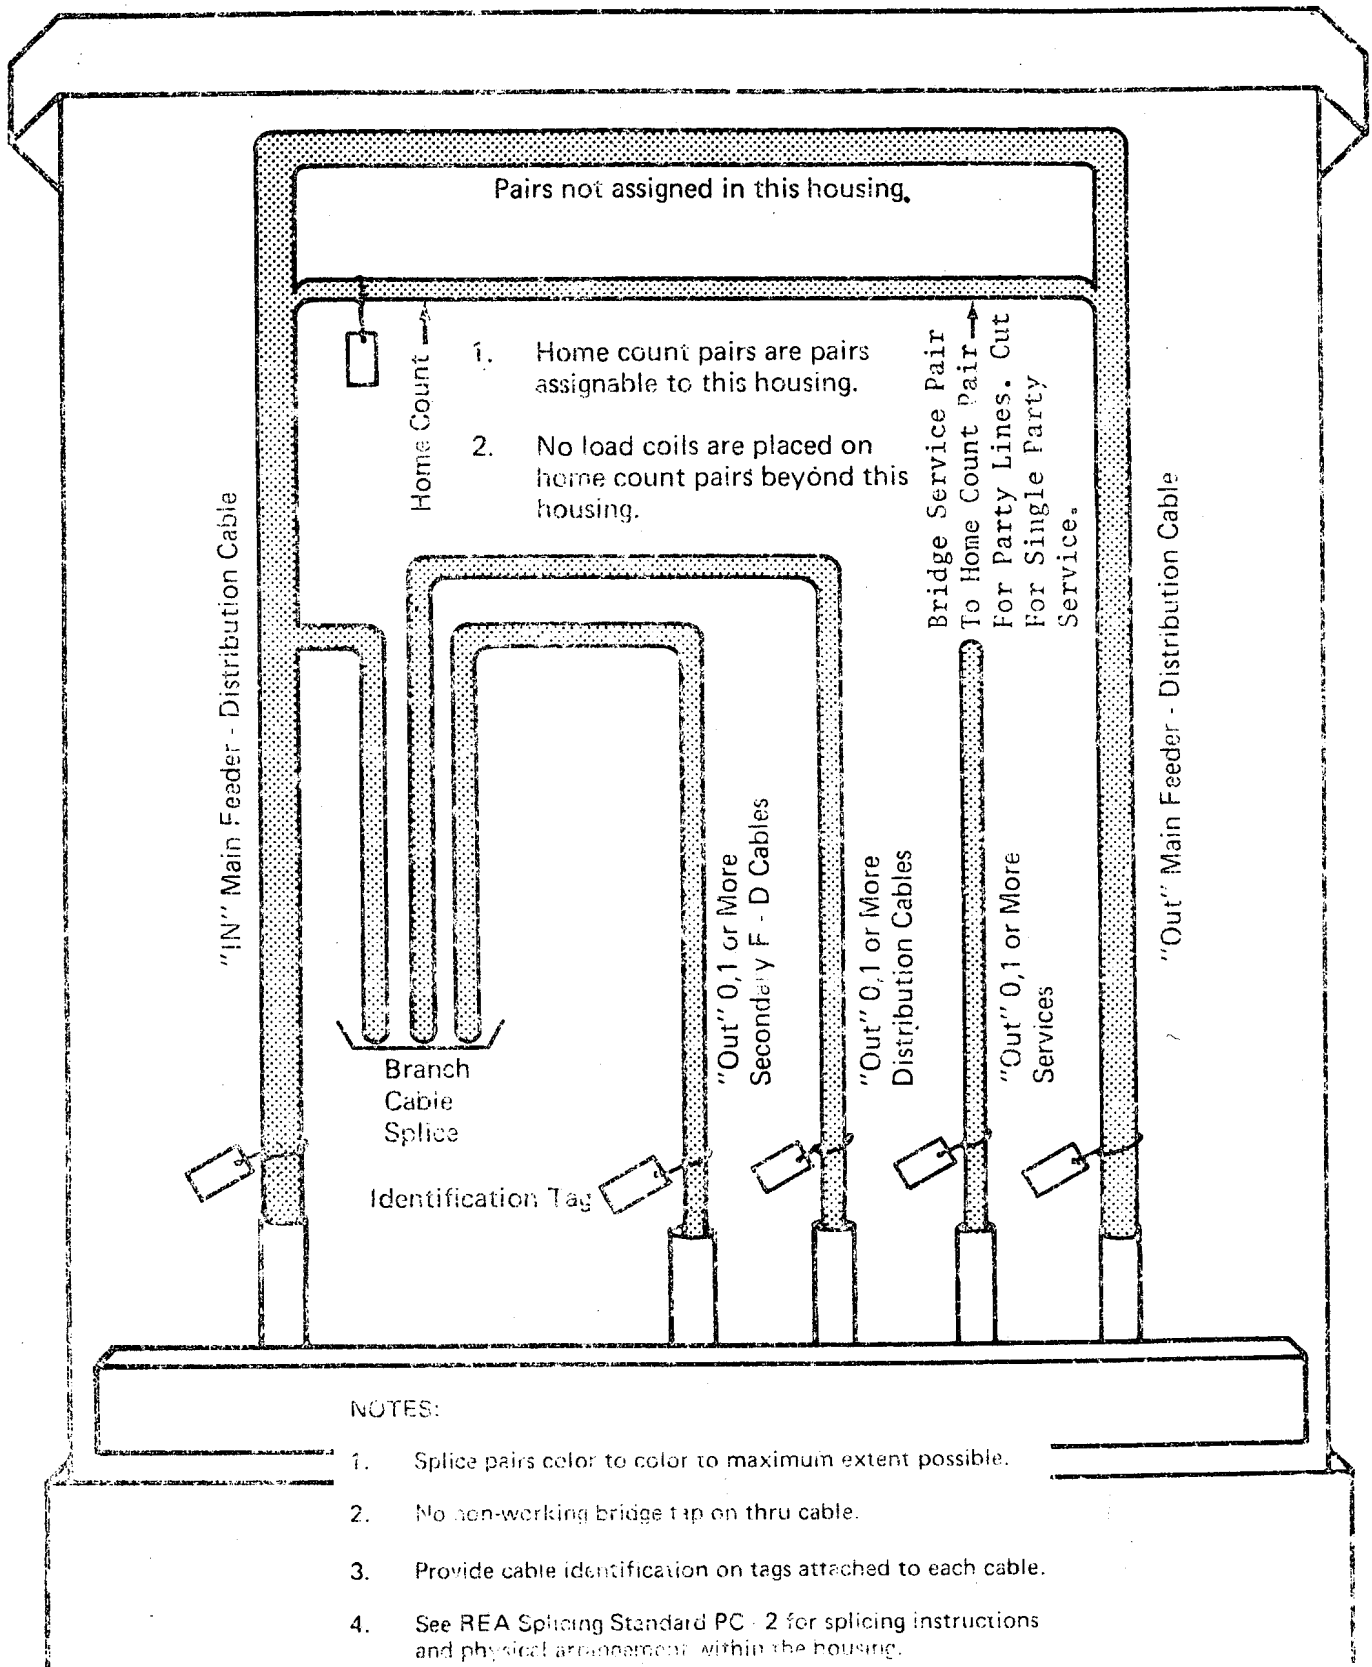 Pairs not assigned in this housing.
Home Count
1. Home count pairs are pairs
assignable to this housing.
2. No load coils are placed on
home count pairs beyond this
housing.
Bridge Service Pair
To Home Count Pair
For Party Lines. Cut
For Single Party
Service.
"IN" Main Feeder - Distribution Cable
"Out" Main Feeder - Distribution Cable
"Out" 0,1 or More
Secondary F - D Cables
"Out" 0,1 or More
Distribution Cables
"Out" 0,1 or More
Services
Branch
Cable
Splice
Identification Tag
NOTES:
1. Splice pairs color to color to maximum extent possible.
2. No non-working bridge tap on thru cable.
3. Provide cable identification on tags attached to each cable.
4. See REA Splicing Standard PC - 2 for splicing instructions
and physical arrangement within the housing.